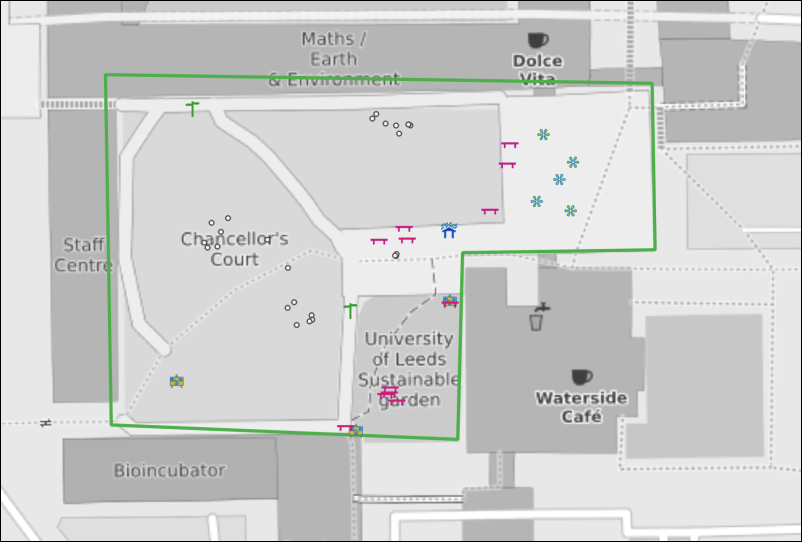 Maths /
Earth
& Environment
Dolce
Vita
Staff
Centre
Chancellor's
Court
University
of Leeds
Sustainable
garden
Waterside
Café
Bioincubator